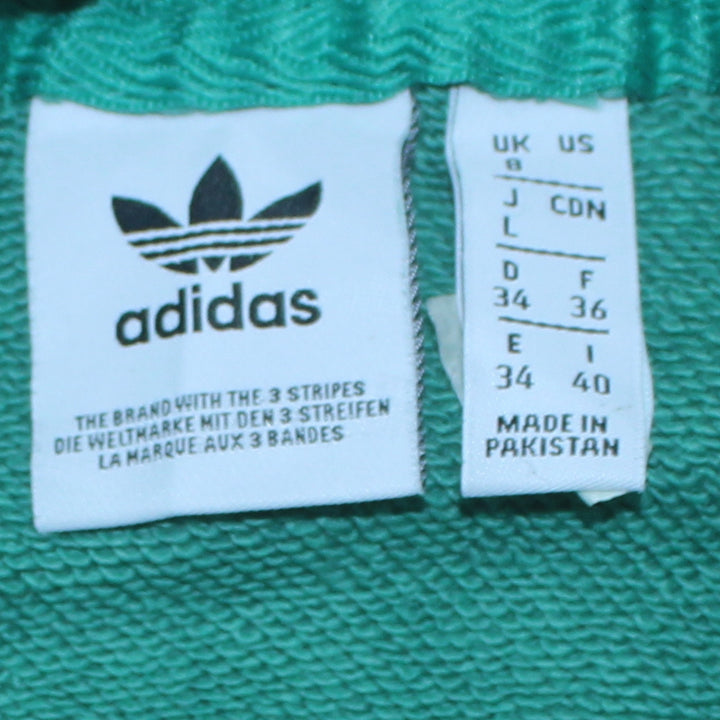 adidas
THE BRAND WITH THE 3 STRIPES
DIE WELTMARKE MIT DEN 3 STREIFEN
LA MARQUE AUX 3 BANDES
UK US
8
J CDN
L
D F
34 36
E I
34 40
MADE IN
PAKISTAN